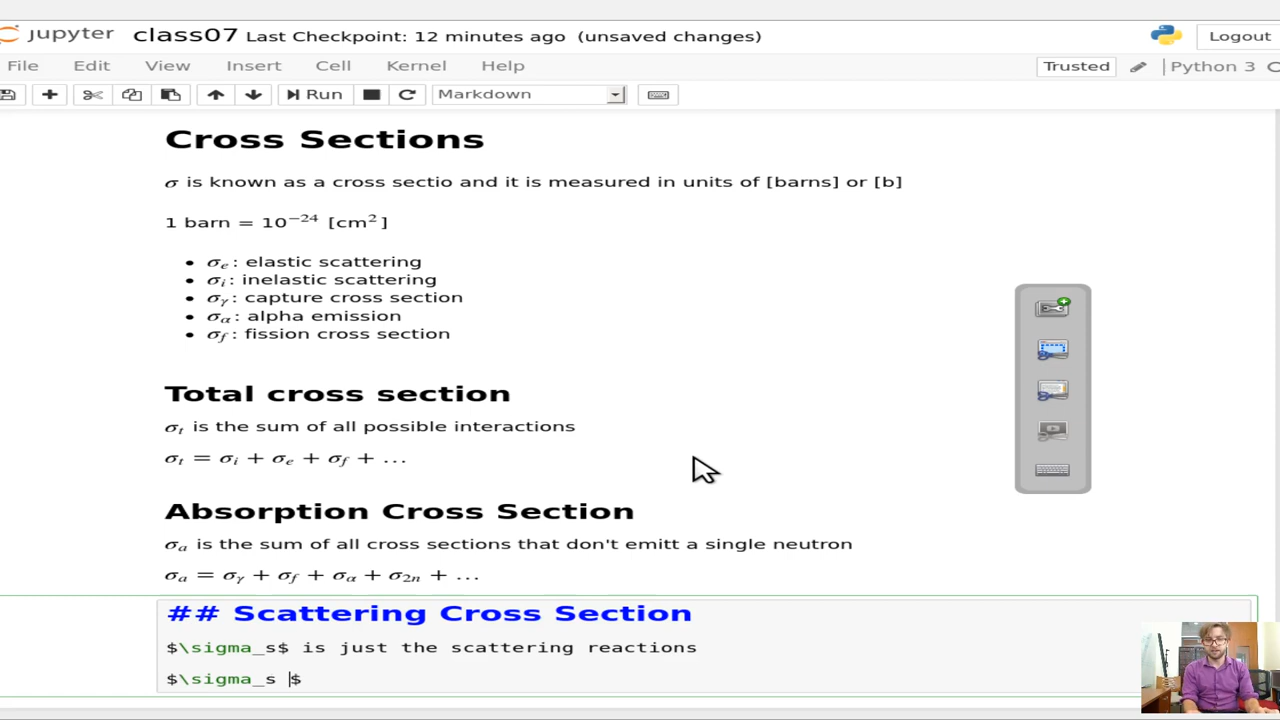 jupyter class07 Last Checkpoint: 12 minutes ago (unsaved changes) Logout
File Edit View Insert Cell Kernel Help Trusted Python 3
Run Markdown
Cross Sections
σ is known as a cross sectio and it is measured in units of [barns] or [b]
1 barn = 10⁻²⁴ [cm²]
• σₑ: elastic scattering
• σᵢ: inelastic scattering
• σᵧ: capture cross section
• σ_α: alpha emission
• σ_f: fission cross section
Total cross section
σₜ is the sum of all possible interactions
σₜ = σᵢ + σₑ + σ_f + …
Absorption Cross Section
σₐ is the sum of all cross sections that don't emitt a single neutron
σₐ = σᵧ + σ_f + σ_α + σ₂ₙ + …
## Scattering Cross Section
$\sigma_s$ is just the scattering reactions
$\sigma_s $